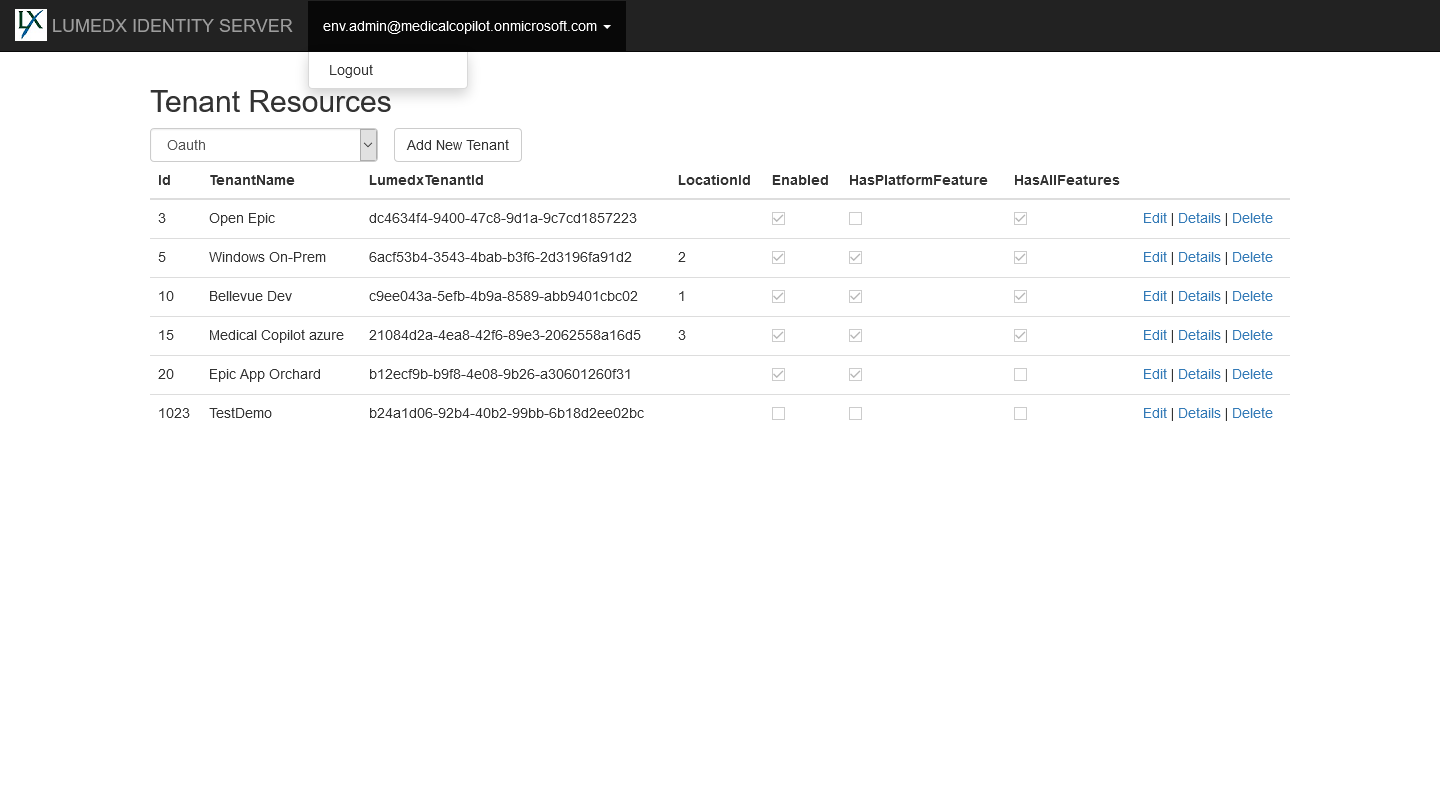 LX LUMEDX IDENTITY SERVER env.admin@medicalcopilot.onmicrosoft.com
Logout
Tenant Resources
Oauth Add New Tenant
Id TenantName LumedxTenantId LocationId Enabled HasPlatformFeature HasAllFeatures
3 Open Epic dc4634f4-9400-47c8-9d1a-9c7cd1857223 Edit | Details | Delete
5 Windows On-Prem 6acf53b4-3543-4bab-b3f6-2d3196fa91d2 2 Edit | Details | Delete
10 Bellevue Dev c9ee043a-5efb-4b9a-8589-abb9401cbc02 1 Edit | Details | Delete
15 Medical Copilot azure 21084d2a-4ea8-42f6-89e3-2062558a16d5 3 Edit | Details | Delete
20 Epic App Orchard b12ecf9b-b9f8-4e08-9b26-a30601260f31 Edit | Details | Delete
1023 TestDemo b24a1d06-92b4-40b2-99bb-6b18d2ee02bc Edit | Details | Delete